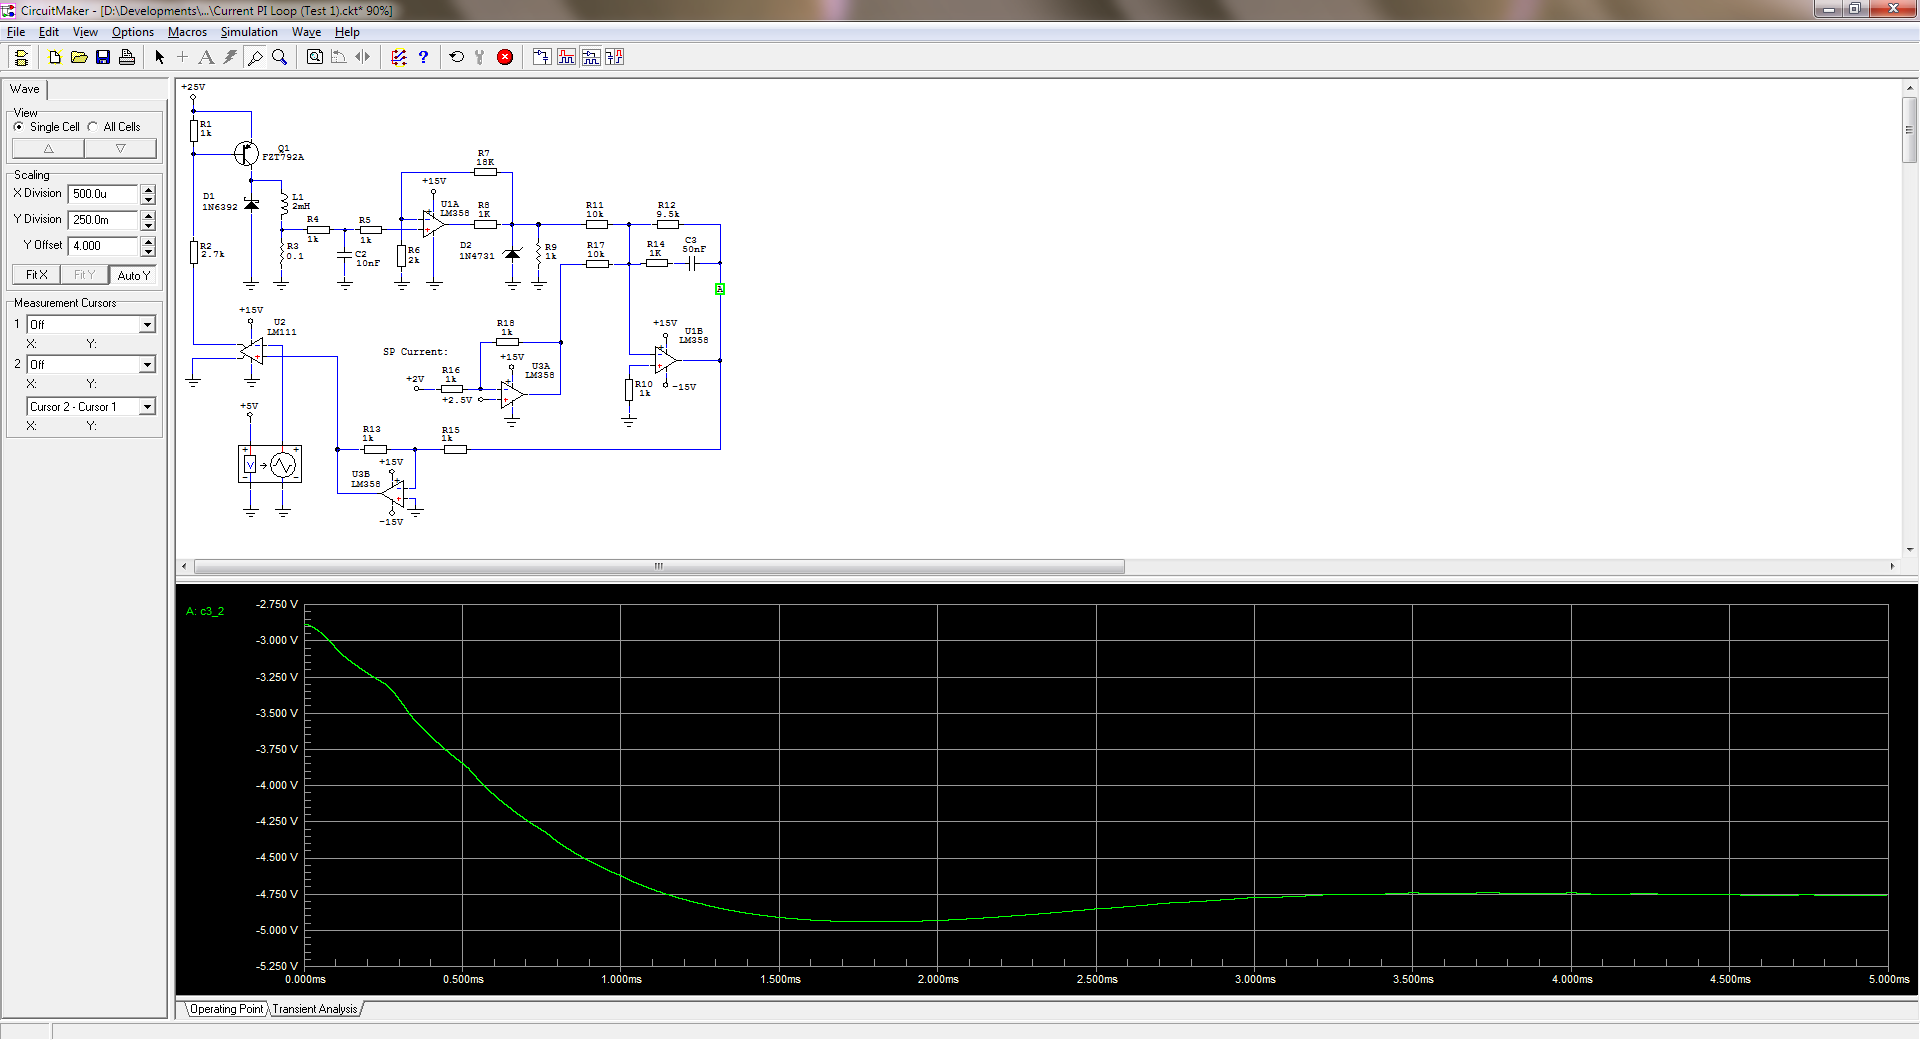 CircuitMaker - [D:\Developments\...\Current PI Loop (Test 1).ckt* 90%]
File Edit View Options Macros Simulation Wave Help
Wave
View
Single Cell All Cells
Scaling
X Division 500.0u
Y Division 250.0m
Y Offset 4.000
Fit X Fit Y Auto Y
Measurement Cursors
1 Off
X: Y:
2 Off
X: Y:
Cursor 2 - Cursor 1
X: Y:
+25V
R1
1k
Q1
FZT792A
D1
1N6392
L1
2mH
R2
2.7k
R3
0.1
R4
1k
R5
1k
C2
10nF
R7
18K
+15V
U1A
LM358
R8
1K
R6
2k
D2
1N4731
R9
1k
R11
10k
R12
9.5k
R17
10k
R14
1K
C3
50nF
A
+15V
U2
LM111
SP Current:
R18
1k
+15V
U3A
LM358
R16
1k
+2V
+2.5V
+15V
U1B
LM358
-15V
R10
1k
+5V
V
R13
1k
R15
1k
+15V
U3B
LM358
-15V
A: c3_2
-2.750 V
-3.000 V
-3.250 V
-3.500 V
-3.750 V
-4.000 V
-4.250 V
-4.500 V
-4.750 V
-5.000 V
-5.250 V
0.000ms 0.500ms 1.000ms 1.500ms 2.000ms 2.500ms 3.000ms 3.500ms 4.000ms 4.500ms 5.000ms
Operating Point Transient Analysis